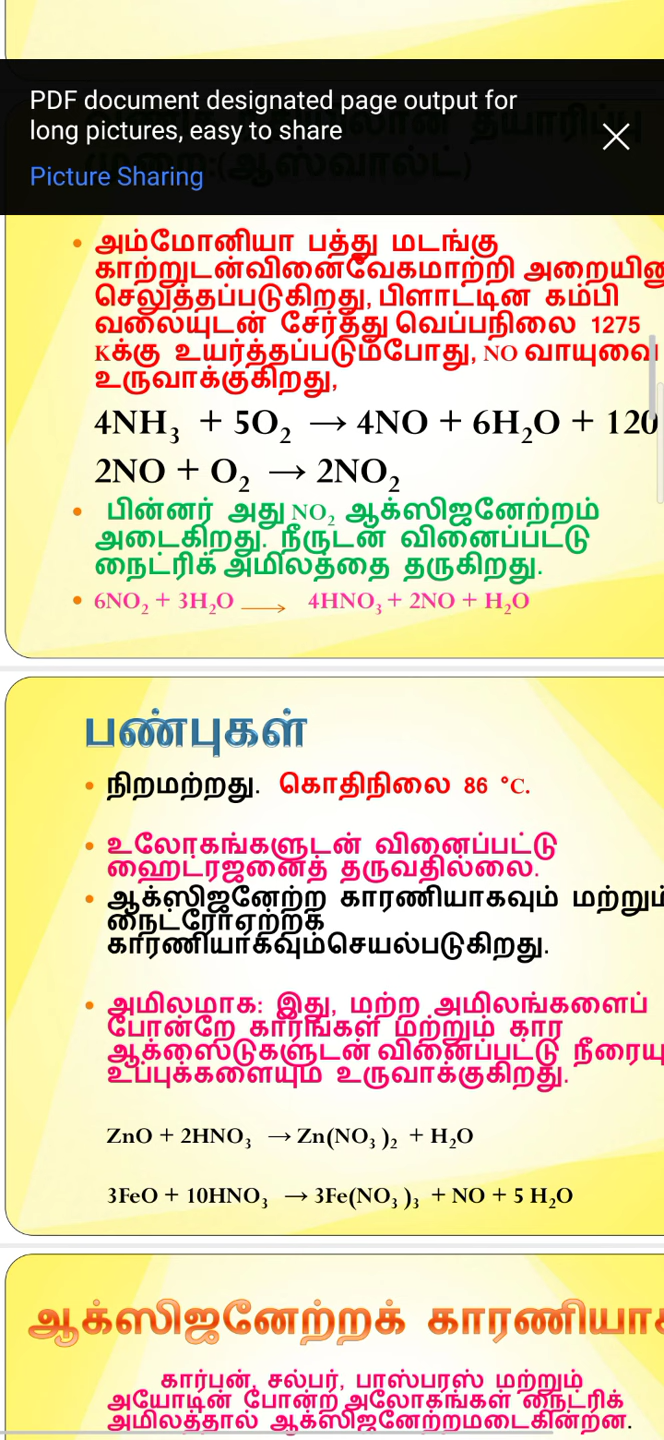 PDF document designated page output for
long pictures, easy to share
Picture Sharing
முறை:(ஆஸ்வால்ட்)
• அம்மோனியா பத்து மடங்கு
காற்றுடன்வினைவேகமாற்றி
செலுத்தப்படுகிறது, பிளாட்டின கம்பி
வலையுடன் சேர்த்து வெப்பநிலை 1275
Kக்கு உயர்த்தப்படும்போது, NO வாயுவை
உருவாக்குகிறது,
4NH₃ + 5O₂ → 4NO + 6H₂O + 120
2NO + O₂ → 2NO₂
• பின்னர் அது NO₂ ஆக்ஸிஜனேற்றம்
அடைகிறது. நீருடன் வினைப்பட்டு
நைட்ரிக் அமிலத்தை தருகிறது.
• 6NO₂ + 3H₂O ⟶ 4HNO₃ + 2NO + H₂O
பண்புகள்
• நிறமற்றது. கொதிநிலை 86 °C.
• உலோகங்களுடன் வினைப்பட்டு
ஹைட்ரஜனைத் தருவதில்லை.
• ஆக்ஸிஜனேற்ற காரணியாகவும் மற்றும்
நைட்ரோஏற்றக்
காரணியாகவும்செயல்படுகிறது.
• அமிலமாக: இது, மற்ற அமிலங்களைப்
போன்றே காரங்கள் மற்றும் கார
ஆக்ஸைடுகளுடன் வினைப்பட்டு நீரையு
உப்புக்களையும் உருவாக்குகிறது.
ZnO + 2HNO₃ → Zn(NO₃)₂ + H₂O
3FeO + 10HNO₃ → 3Fe(NO₃)₃ + NO + 5 H₂O
ஆக்ஸிஜனேற்றக் காரணியாக
கார்பன், சல்பர், பாஸ்பரஸ் மற்றும்
அயோடின் போன்ற அலோகங்கள் நைட்ரிக்
அமிலத்தால் ஆக்ஸிஜனேற்றமடைகின்றன.